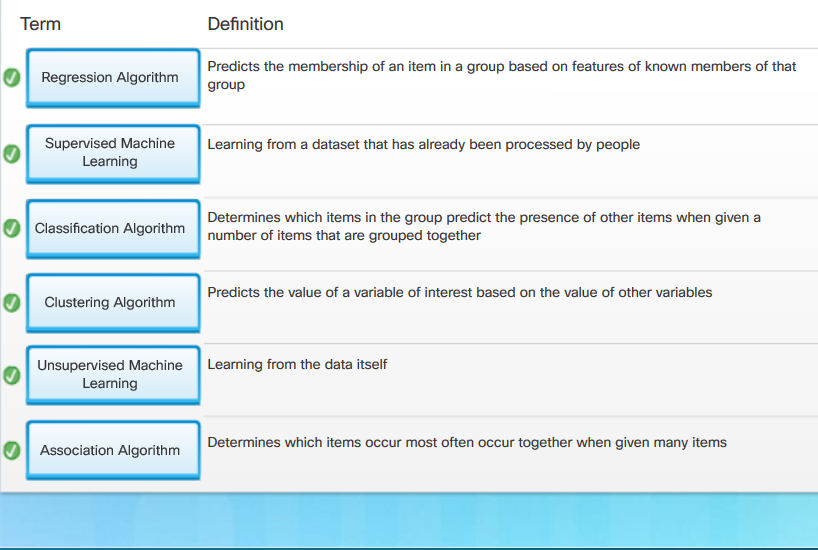 Term Definition
Regression Algorithm
Predicts the membership of an item in a group based on features of known members of that
group
Supervised Machine
Learning
Learning from a dataset that has already been processed by people
Classification Algorithm
Determines which items in the group predict the presence of other items when given a
number of items that are grouped together
Clustering Algorithm
Predicts the value of a variable of interest based on the value of other variables
Unsupervised Machine
Learning
Learning from the data itself
Association Algorithm
Determines which items occur most often occur together when given many items